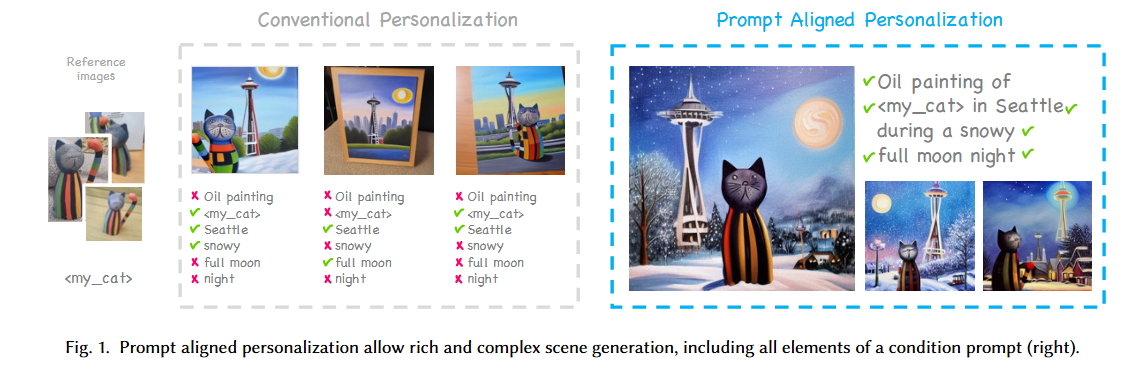 Conventional Personalization
Prompt Aligned Personalization
Reference
images
<my_cat>
✗ Oil painting
✓ <my_cat>
✓ Seattle
✓ snowy
✗ full moon
✗ night
✗ Oil painting
✗ <my_cat>
✓ Seattle
✗ snowy
✓ full moon
✗ night
✗ Oil painting
✓ <my_cat>
✓ Seattle
✗ snowy
✗ full moon
✗ night
✓ Oil painting of
✓ <my_cat> in Seattle ✓
during a snowy ✓
✓ full moon night ✓
Fig. 1. Prompt aligned personalization allow rich and complex scene generation, including all elements of a condition prompt (right).